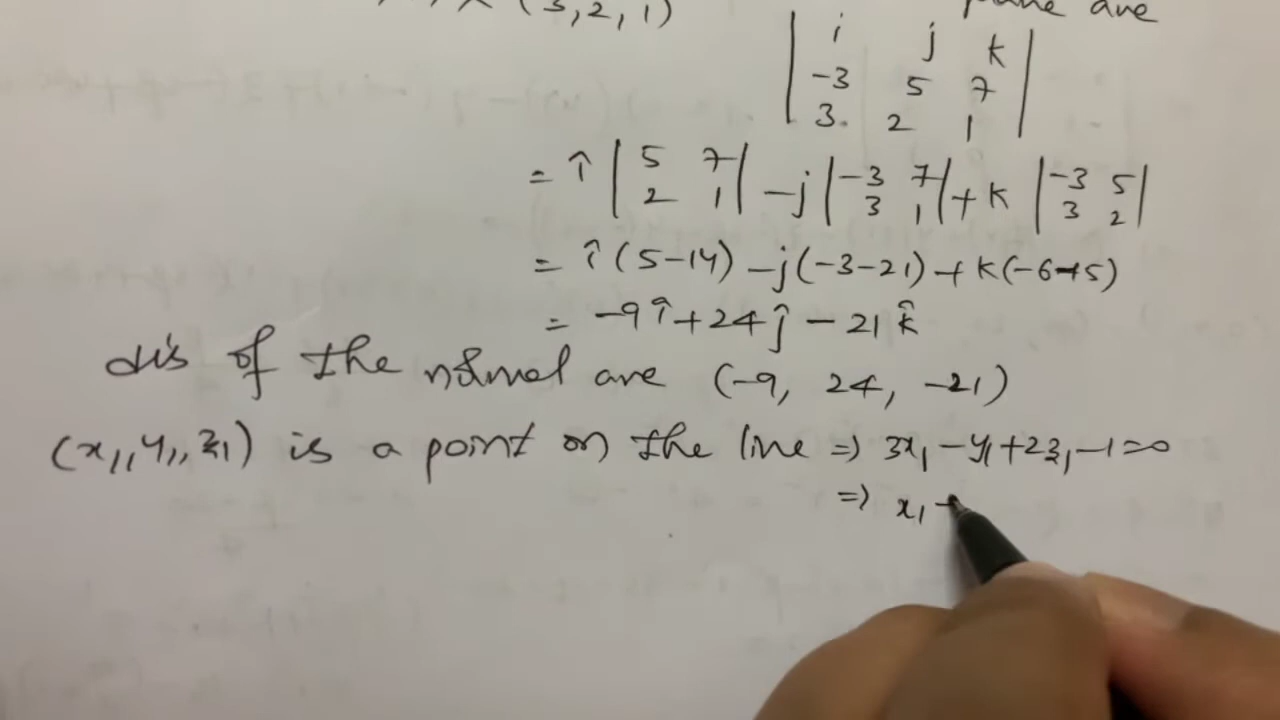 (3,2,1) plane are
| i j k |
| -3 5 7 |
| 3. 2 1 |
= î | 5 7 | -j | -3 7 | + k | -3 5 |
| 2 1 | | 3 1 | | 3 2 |
= î (5-14) -j(-3-21) + k(-6-15)
= -9î + 24ĵ - 21k̂
dr's of the normal are (-9, 24, -21)
(x₁, y₁, z₁) is a point on the line ⇒ 3x₁ - y₁ + 2z₁ - 1 = 0
⇒ x₁ +